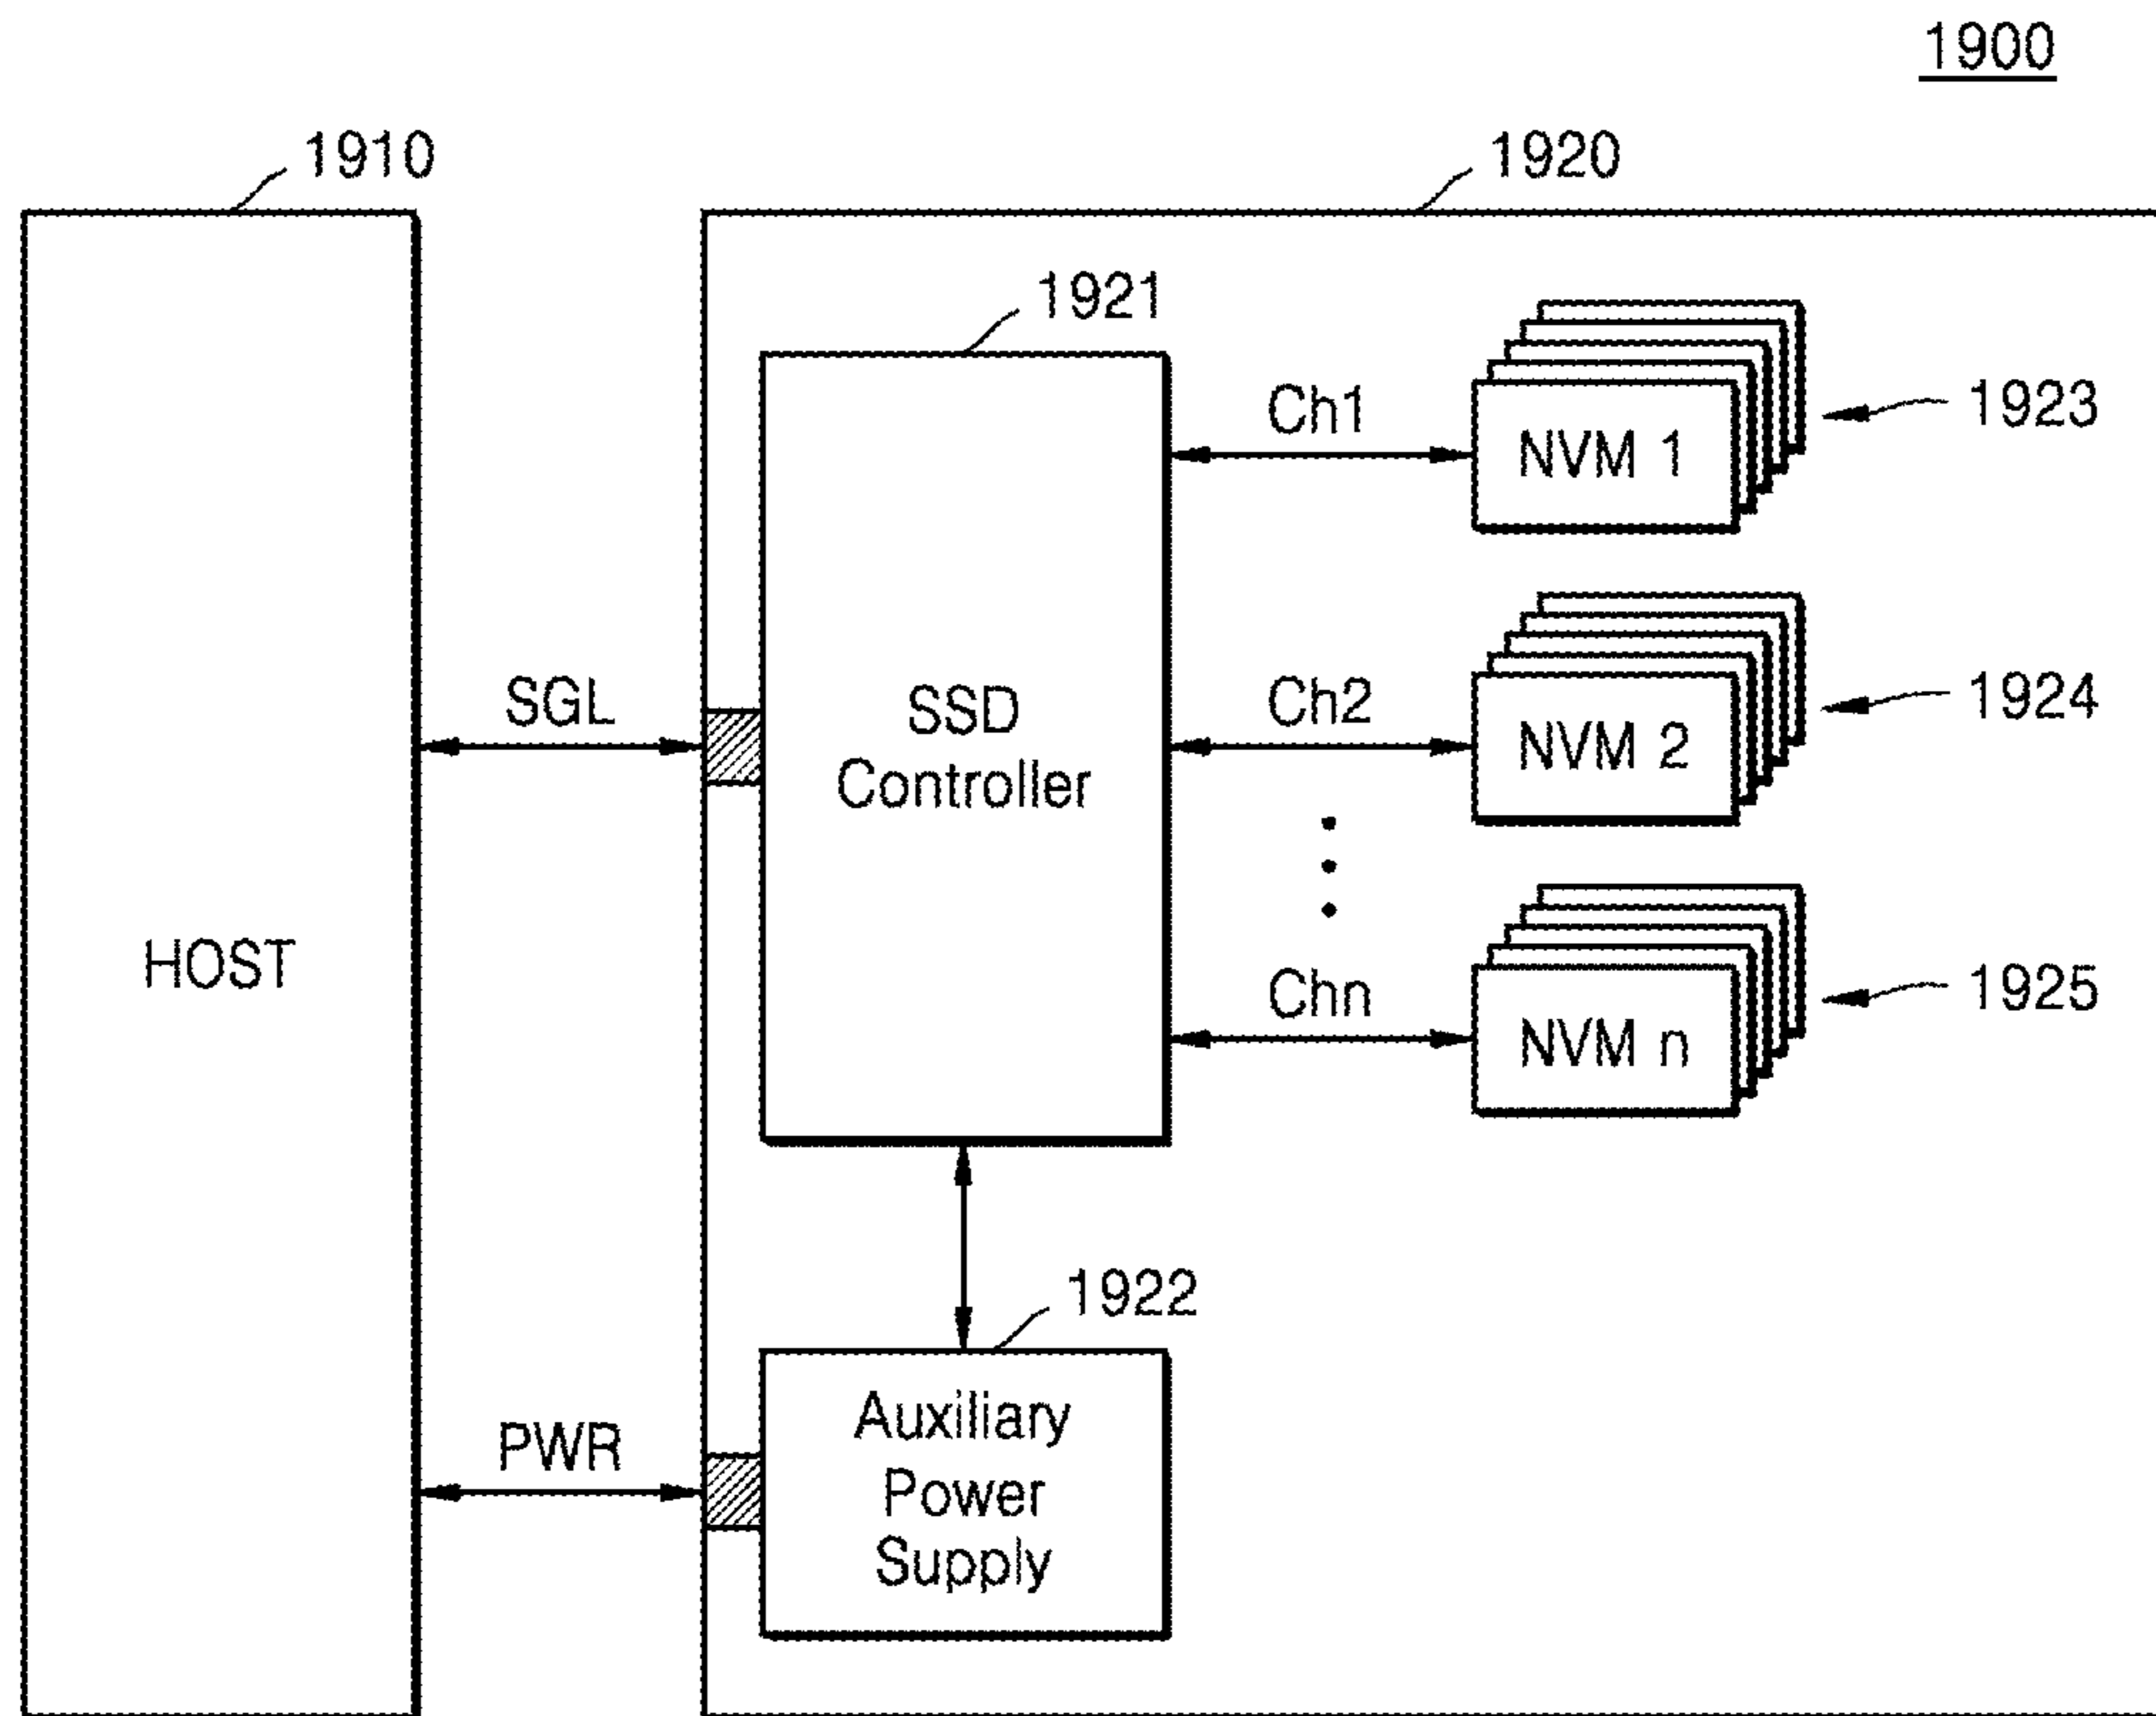 1900
1910
1920
1921
Ch1
NVM 1
1923
SGL
SSD
Controller
Ch2
NVM 2
1924
HOST
Chn
NVM n
1925
1922
PWR
Auxiliary
Power
Supply